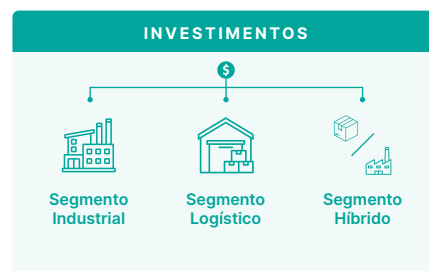 INVESTIMENTOS
$
Segmento
Industrial
Segmento
Logístico
Segmento
Híbrido